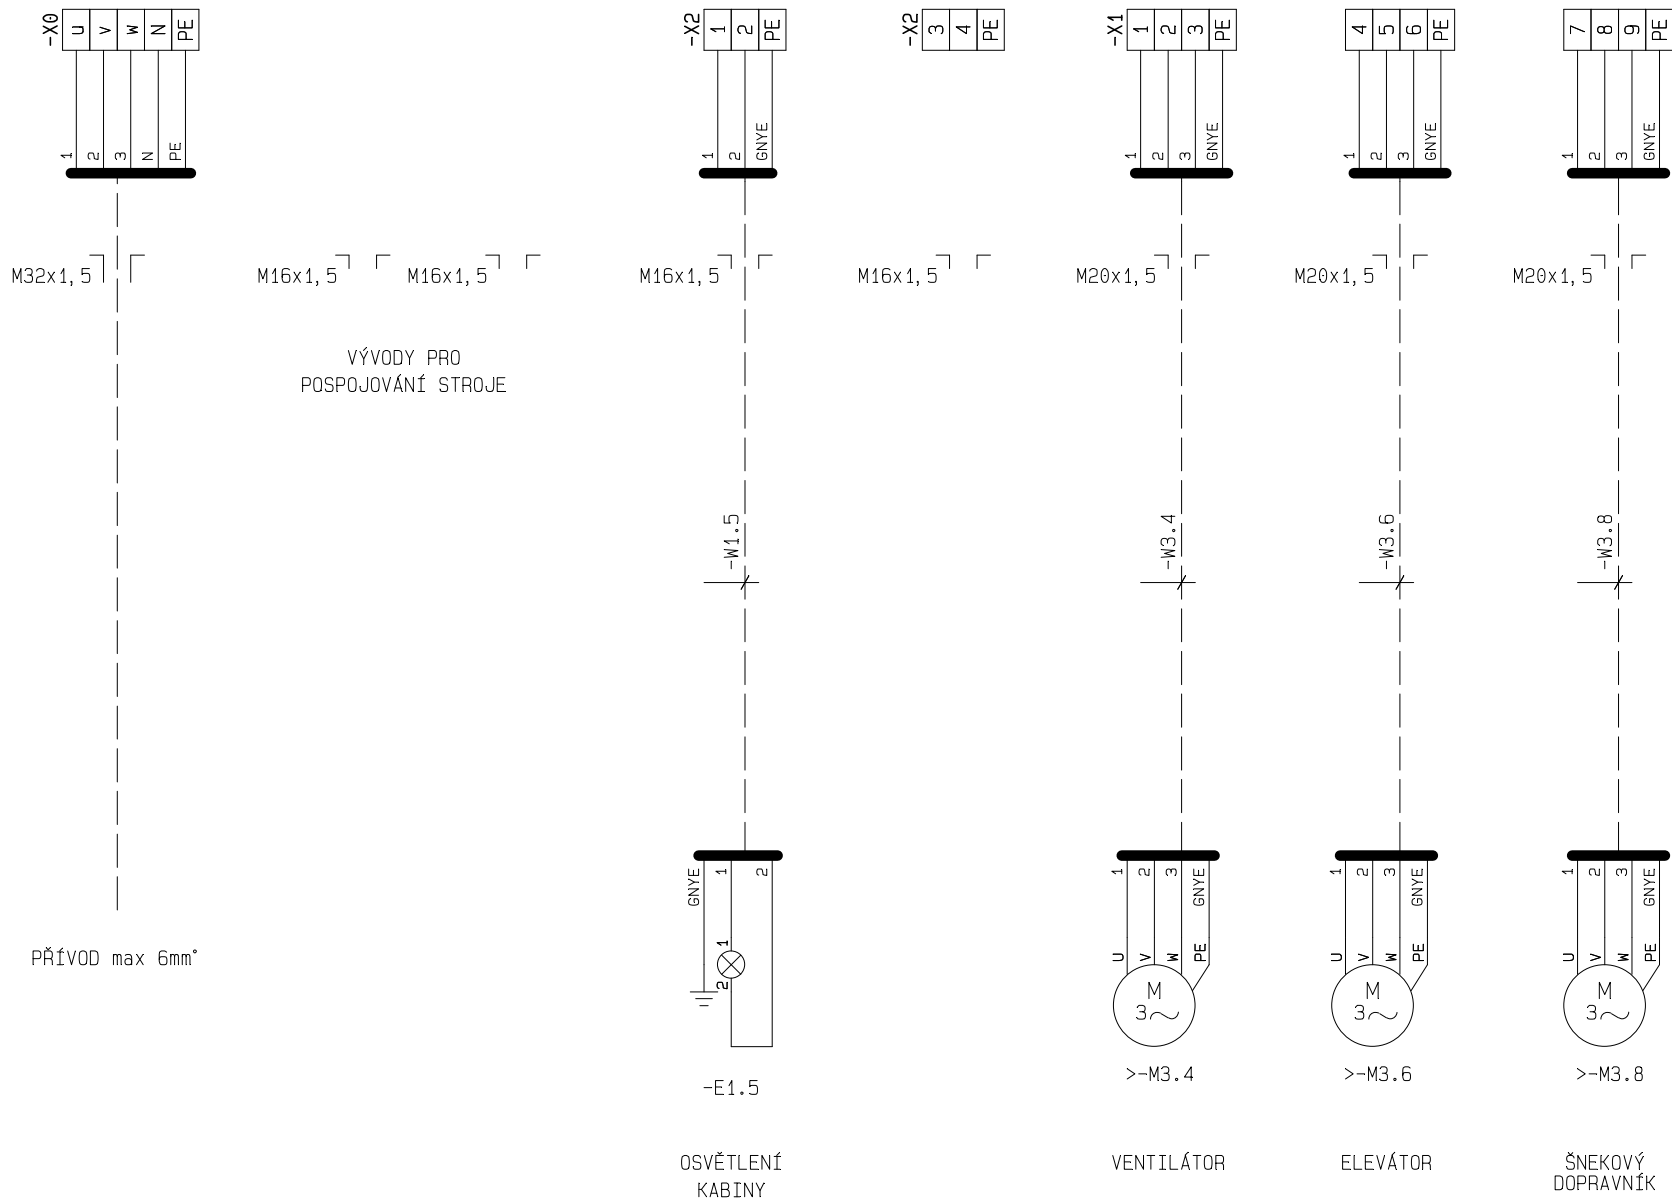 -X0 U V W N PE
-X2 1 2 PE
-X2 3 4 PE
-X1 1 2 3 PE
4 5 6 PE
7 8 9 PE
1 2 3 N PE
1 2 GNYE
1 2 3 GNYE
1 2 3 GNYE
1 2 3 GNYE
M32x1,5
M16x1,5
M16x1,5
M16x1,5
M16x1,5
M20x1,5
M20x1,5
M20x1,5
VÝVODY PRO
POSPOJOVÁNÍ STROJE
-W1.5
-W3.4
-W3.6
-W3.8
GNYE 1 2
1 2 3 GNYE
1 2 3 GNYE
1 2 3 GNYE
PŘÍVOD max 6mm°
1
2
U V W PE
U V W PE
U V W PE
M
3~
M
3~
M
3~
-E1.5
>-M3.4
>-M3.6
>-M3.8
OSVĚTLENÍ
KABINY
VENTILÁTOR
ELEVÁTOR
ŠNEKOVÝ
DOPRAVNÍK